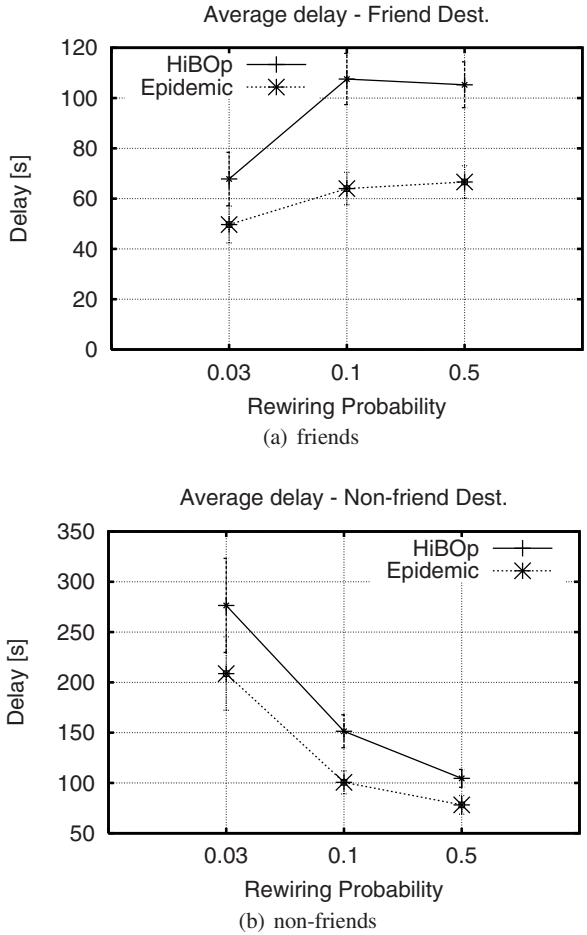 Average delay - Friend Dest.
120
100
80
60
40
20
0
Delay [s]
HiBOp
Epidemic
0.03 0.1 0.5
Rewiring Probability
(a) friends
Average delay - Non-friend Dest.
350
300
250
200
150
100
50
Delay [s]
HiBOp
Epidemic
0.03 0.1 0.5
Rewiring Probability
(b) non-friends